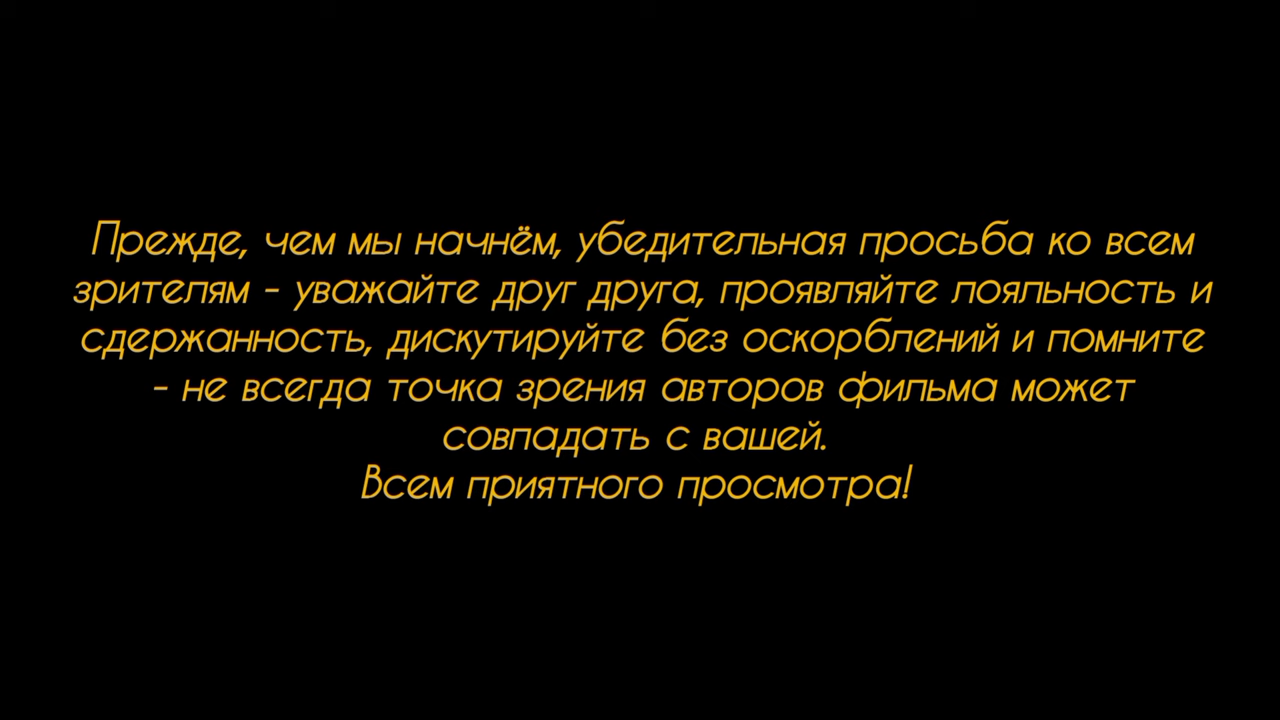 Прежде, чем мы начнём, убедительная просьба ко всем
зрителям - уважайте друг друга, проявляйте лояльность и
сдержанность, дискутируйте без оскорблений и помните
- не всегда точка зрения авторов фильма может
совпадать с вашей.
Всем приятного просмотра!